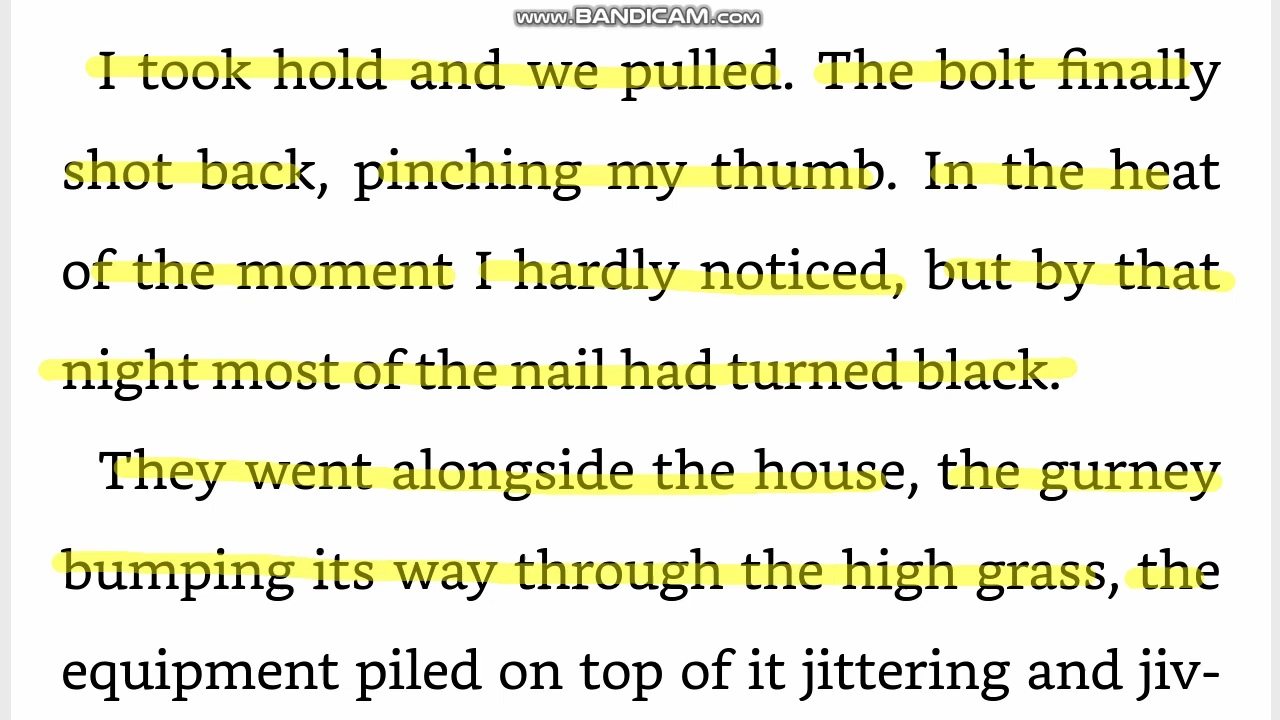 www.BANDICAM.com
I took hold and we pulled. The bolt finally
shot back, pinching my thumb. In the heat
of the moment I hardly noticed, but by that
night most of the nail had turned black.
They went alongside the house, the gurney
bumping its way through the high grass, the
equipment piled on top of it jittering and jiv-